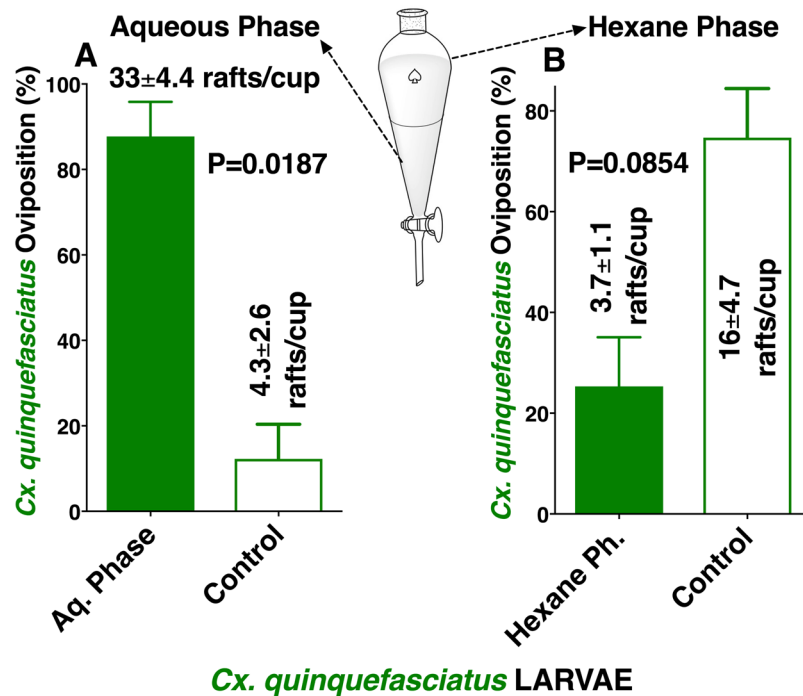 Aqueous Phase
Hexane Phase
A
33±4.4 rafts/cup
P=0.0187
4.3±2.6
rafts/cup
Cx. quinquefasciatus Oviposition (%)
100
80
60
40
20
0
Aq. Phase
Control
B
P=0.0854
3.7±1.1
rafts/cup
16±4.7
rafts/cup
Cx. quinquefasciatus Oviposition (%)
80
60
40
20
0
Hexane Ph.
Control
Cx. quinquefasciatus LARVAE